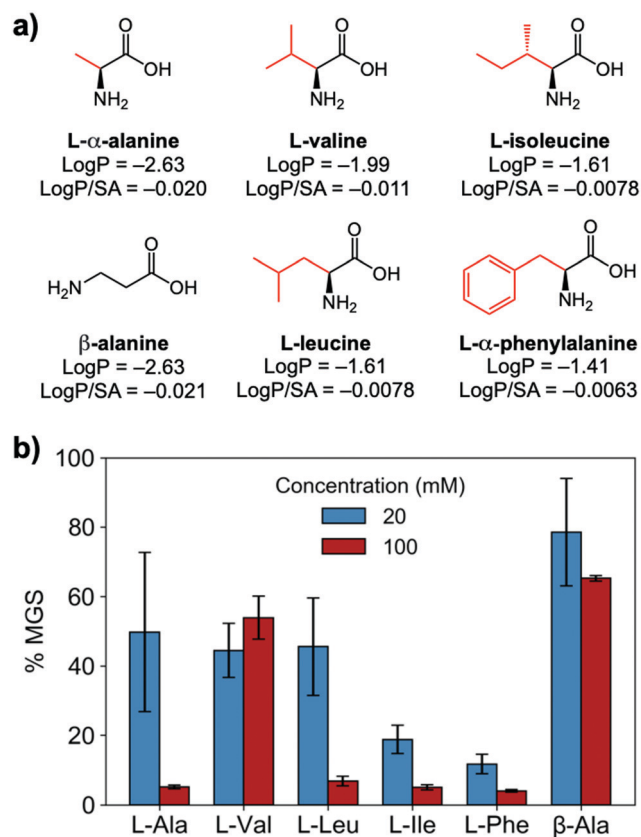 a)
O
OH
NH2
L-α-alanine
LogP = –2.63
LogP/SA = –0.020
O
OH
NH2
L-valine
LogP = –1.99
LogP/SA = –0.011
O
OH
NH2
L-isoleucine
LogP = –1.61
LogP/SA = –0.0078
O
H2N
OH
β-alanine
LogP = –2.63
LogP/SA = –0.021
O
OH
NH2
L-leucine
LogP = –1.61
LogP/SA = –0.0078
O
OH
NH2
L-α-phenylalanine
LogP = –1.41
LogP/SA = –0.0063
b)
% MGS
100
80
60
40
20
0
Concentration (mM)
20
100
L-Ala L-Val L-Leu L-Ile L-Phe β-Ala